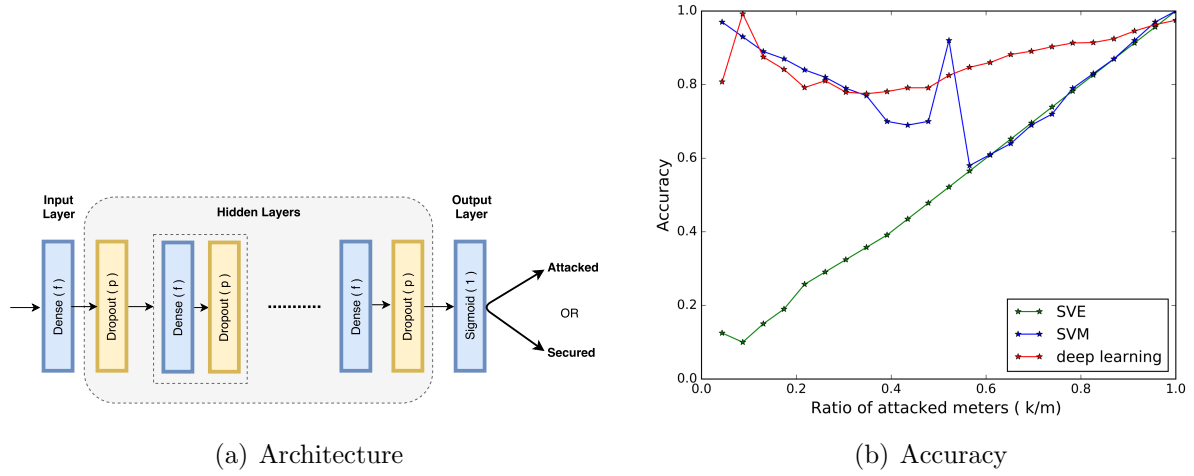 Input
Layer
Hidden Layers
Output
Layer
Dense ( f )
Dropout ( p )
Dense ( f )
Dropout ( p )
Dense ( f )
Dropout ( p )
Sigmoid ( 1 )
Attacked
OR
Secured
(a) Architecture
Accuracy
1.0
0.8
0.6
0.4
0.2
0.0
SVE
SVM
deep learning
0.0 0.2 0.4 0.6 0.8 1.0
Ratio of attacked meters ( k/m)
(b) Accuracy